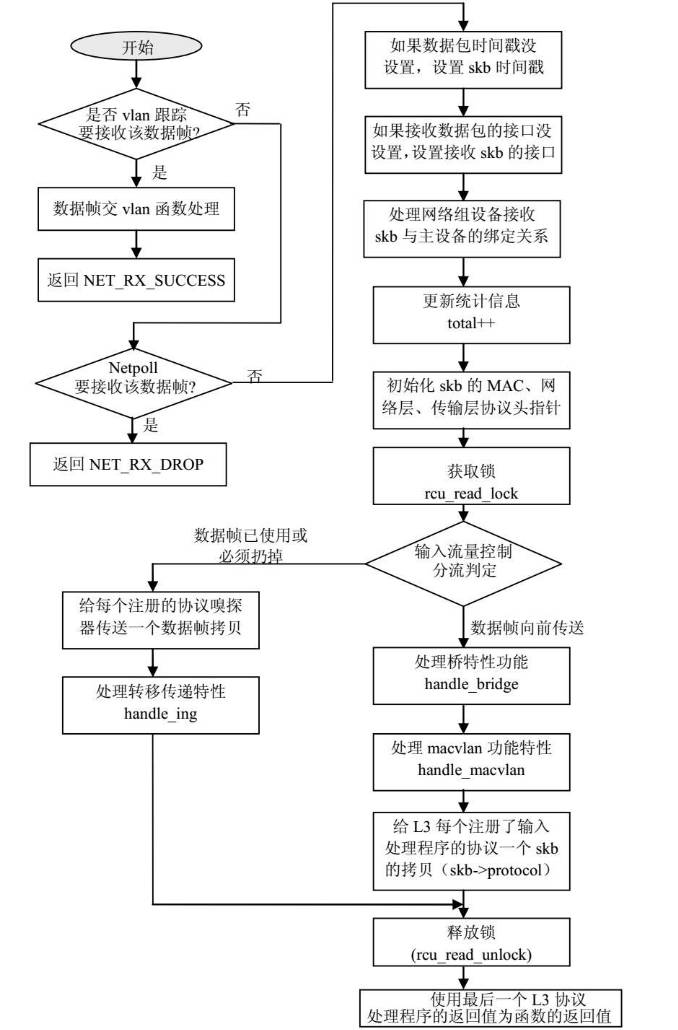 开始
是否 vlan 跟踪
要接收该数据帧?
否
是
数据帧交 vlan 函数处理
返回 NET_RX_SUCCESS
Netpoll
要接收该数据帧?
否
是
返回 NET_RX_DROP
如果数据包时间戳没
设置，设置 skb 时间戳
如果接收数据包的接口没
设置，设置接收 skb 的接口
处理网络组设备接收
skb 与主设备的绑定关系
更新统计信息
total++
初始化 skb 的 MAC、网
络层、传输层协议头指针
获取锁
rcu_read_lock
输入流量控制
分流判定
数据帧已使用或
必须扔掉
给每个注册的协议嗅探
器传送一个数据帧拷贝
处理转移传递特性
handle_ing
数据帧向前传送
处理桥特性功能
handle_bridge
处理 macvlan 功能特性
handle_macvlan
给 L3 每个注册了输入
处理程序的协议一个 skb
的拷贝（skb->protocol）
释放锁
(rcu_read_unlock)
使用最后一个 L3 协议
处理程序的返回值为函数的返回值